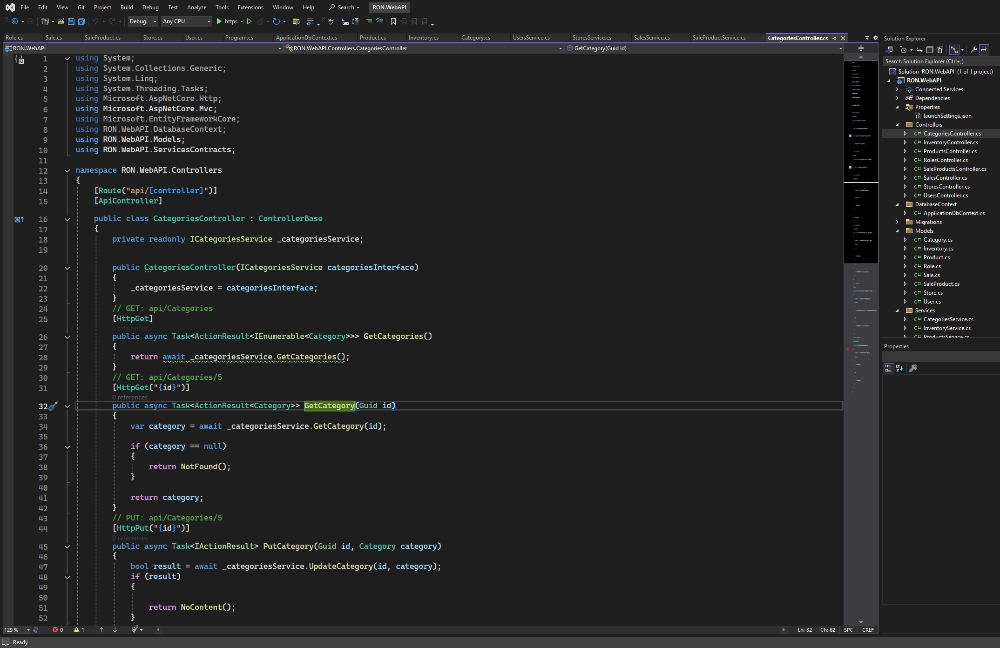 File Edit View Git Project Build Debug Test Analyze Tools Extensions Window Help Search RON.WebAPI
Debug Any CPU https
Role.cs Sale.cs SaleProduct.cs Store.cs User.cs Program.cs ApplicationDbContext.cs Product.cs Inventory.cs Category.cs UsersService.cs StoresService.cs SalesService.cs SaleProductService.cs CategoriesController.cs
RON.WebAPI RON.WebAPI.Controllers.CategoriesController GetCategory(Guid id)
1 using System;
2 using System.Collections.Generic;
3 using System.Linq;
4 using System.Threading.Tasks;
5 using Microsoft.AspNetCore.Http;
6 using Microsoft.AspNetCore.Mvc;
7 using Microsoft.EntityFrameworkCore;
8 using RON.WebAPI.DatabaseContext;
9 using RON.WebAPI.Models;
10 using RON.WebAPI.ServicesContracts;
11
12 namespace RON.WebAPI.Controllers
13 {
14 [Route("api/[controller]")]
15 [ApiController]
16 public class CategoriesController : ControllerBase
17 {
18 private readonly ICategoriesService _categoriesService;
19
20 public CategoriesController(ICategoriesService categoriesInterface)
21 {
22 _categoriesService = categoriesInterface;
23 }
24 // GET: api/Categories
25 [HttpGet]
0 references
26 public async Task<ActionResult<IEnumerable<Category>>> GetCategories()
27 {
28 return await _categoriesService.GetCategories();
29 }
30 // GET: api/Categories/5
31 [HttpGet("{id}")]
0 references
32 public async Task<ActionResult<Category>> GetCategory(Guid id)
33 {
34 var category = await _categoriesService.GetCategory(id);
35
36 if (category == null)
37 {
38 return NotFound();
39 }
40
41 return category;
42 }
43 // PUT: api/Categories/5
44 [HttpPut("{id}")]
0 references
45 public async Task<IActionResult> PutCategory(Guid id, Category category)
46 {
47 bool result = await _categoriesService.UpdateCategory(id, category);
48 if (result)
49 {
50
51 return NoContent();
52 }
129 % 0 1 Ln: 32 Ch: 62 SPC CRLF
Ready
Solution Explorer
Search Solution Explorer (Ctrl+;)
Solution 'RON.WebAPI' (1 of 1 project)
RON.WebAPI
Connected Services
Dependencies
Properties
launchSettings.json
Controllers
C# CategoriesController.cs
C# InventoryController.cs
C# ProductsController.cs
C# RolesController.cs
C# SaleProductsController.cs
C# SalesController.cs
C# StoresController.cs
C# UsersController.cs
DatabaseContext
C# ApplicationDbContext.cs
Migrations
Models
C# Category.cs
C# Inventory.cs
C# Product.cs
C# Role.cs
C# Sale.cs
C# SaleProduct.cs
C# Store.cs
C# User.cs
Services
C# CategoriesService.cs
C# InventoryService.cs
C# ProductsService.cs
Properties